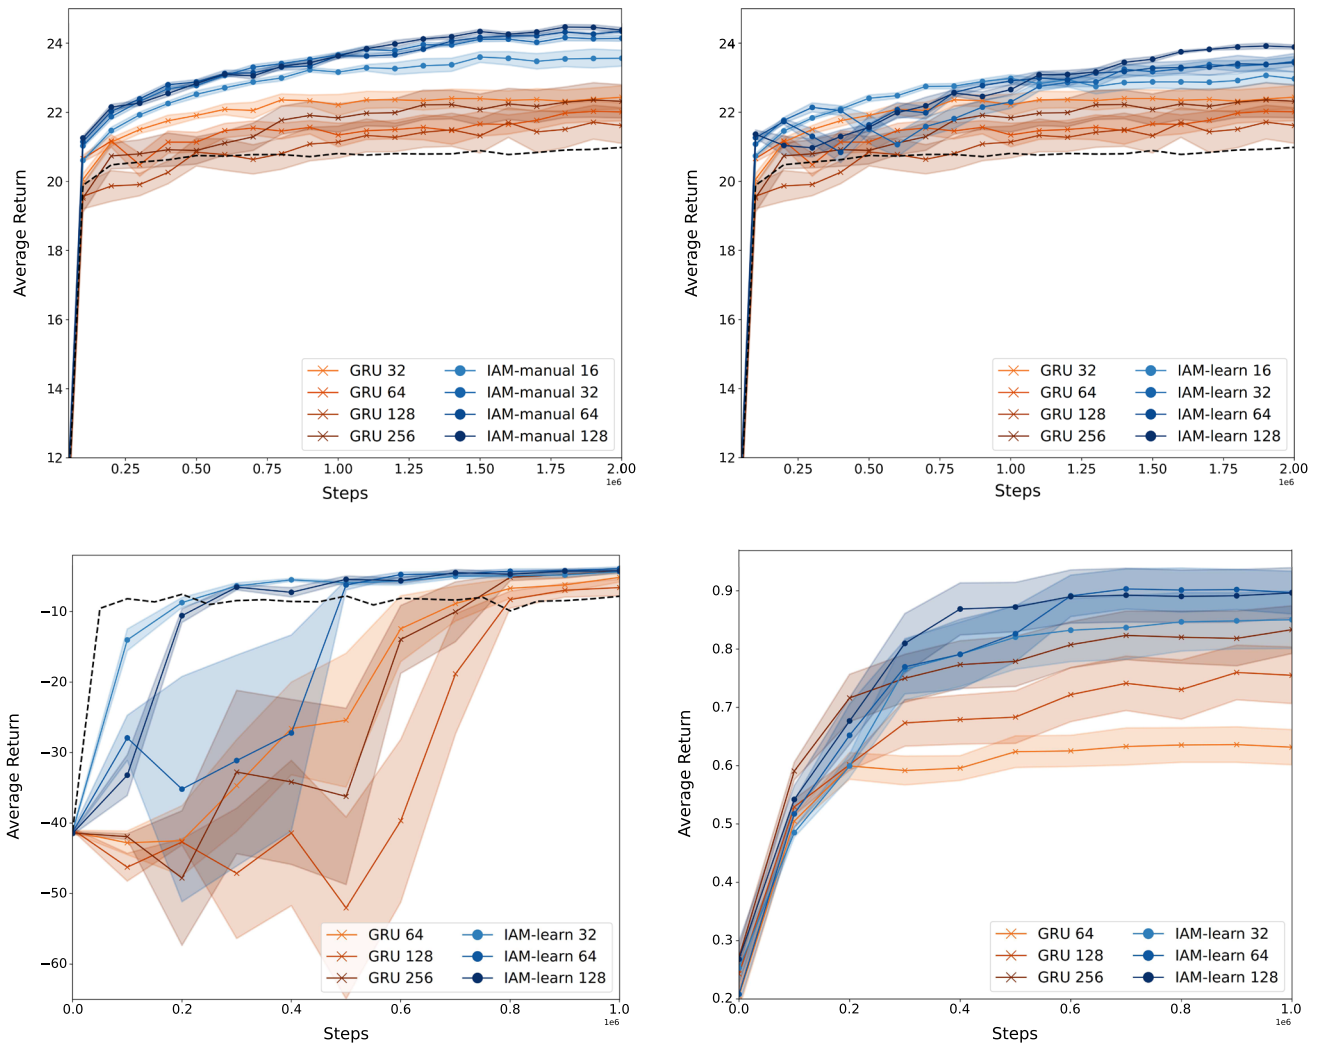 24
22
20
18
16
14
12
Average Return
GRU 32
GRU 64
GRU 128
GRU 256
IAM-manual 16
IAM-manual 32
IAM-manual 64
IAM-manual 128
0.25 0.50 0.75 1.00 1.25 1.50 1.75 2.00
1e6
Steps
24
22
20
18
16
14
12
Average Return
GRU 32
GRU 64
GRU 128
GRU 256
IAM-learn 16
IAM-learn 32
IAM-learn 64
IAM-learn 128
0.25 0.50 0.75 1.00 1.25 1.50 1.75 2.00
1e6
Steps
−10
−20
−30
−40
−50
−60
Average Return
GRU 64
GRU 128
GRU 256
IAM-learn 32
IAM-learn 64
IAM-learn 128
0.0 0.2 0.4 0.6 0.8 1.0
1e6
Steps
0.9
0.8
0.7
0.6
0.5
0.4
0.3
0.2
Average Return
GRU 64
GRU 128
GRU 256
IAM-learn 32
IAM-learn 64
IAM-learn 128
0.0 0.2 0.4 0.6 0.8 1.0
1e6
Steps